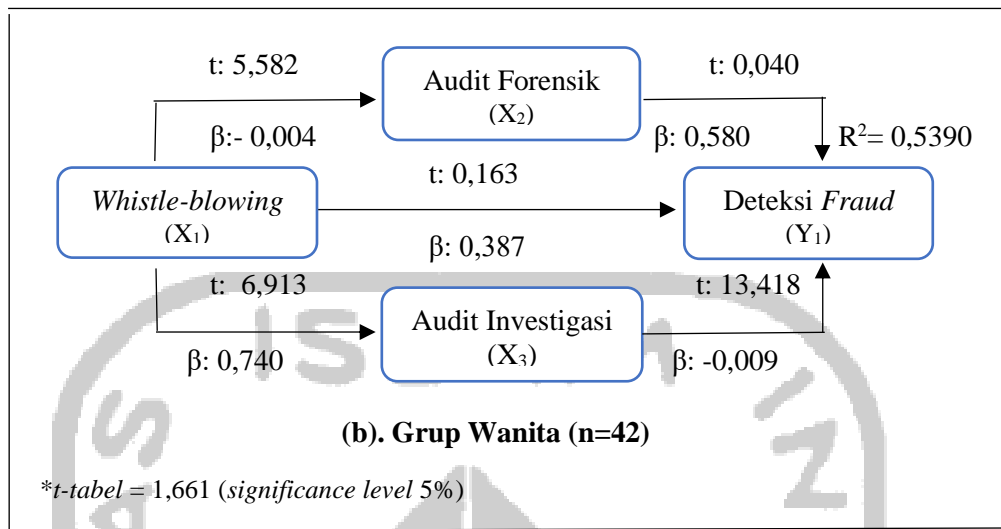 t: 5,582
Audit Forensik
(X2)
t: 0,040
β:- 0,004
β: 0,580
R2= 0,5390
t: 0,163
Whistle-blowing
(X1)
Deteksi Fraud
(Y1)
β: 0,387
t: 6,913
Audit Investigasi
(X3)
t: 13,418
β: 0,740
β: -0,009
(b). Grup Wanita (n=42)
*t-tabel = 1,661 (significance level 5%)